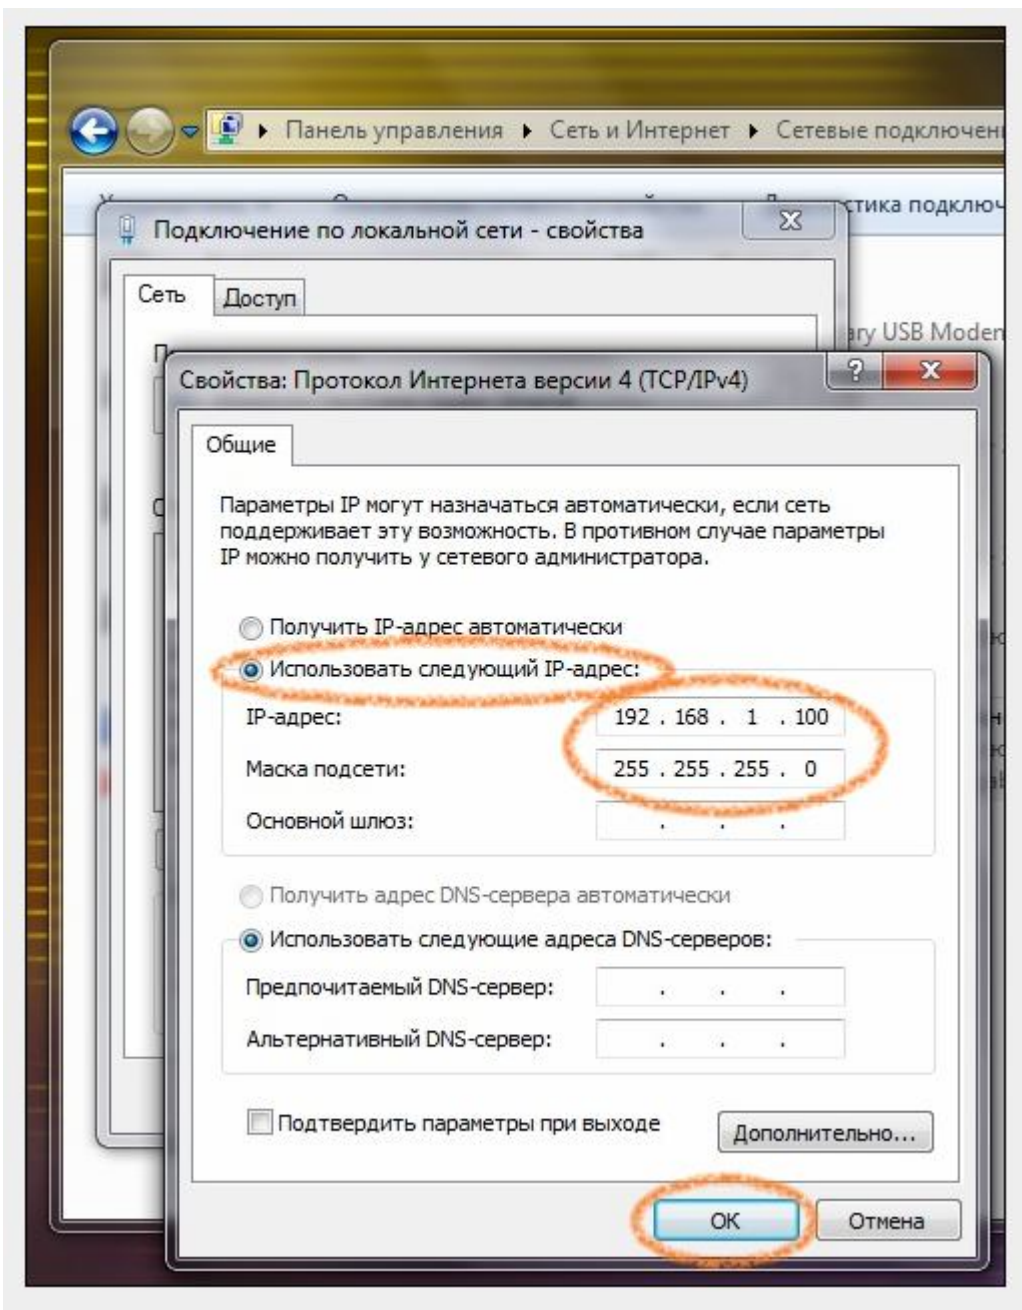 Панель управления Сеть и Интернет Сетевые подключен
стика подключ
Подключение по локальной сети - свойства
Сеть Доступ
ary USB Moden
Свойства: Протокол Интернета версии 4 (TCP/IPv4)
Общие
Параметры IP могут назначаться автоматически, если сеть
поддерживает эту возможность. В противном случае параметры
IP можно получить у сетевого администратора.
Получить IP-адрес автоматически
Использовать следующий IP-адрес:
IP-адрес: 192 . 168 . 1 . 100
Маска подсети: 255 . 255 . 255 . 0
Основной шлюз: . . .
Получить адрес DNS-сервера автоматически
Использовать следующие адреса DNS-серверов:
Предпочитаемый DNS-сервер: . . .
Альтернативный DNS-сервер: . . .
Подтвердить параметры при выходе
Дополнительно...
ОК Отмена